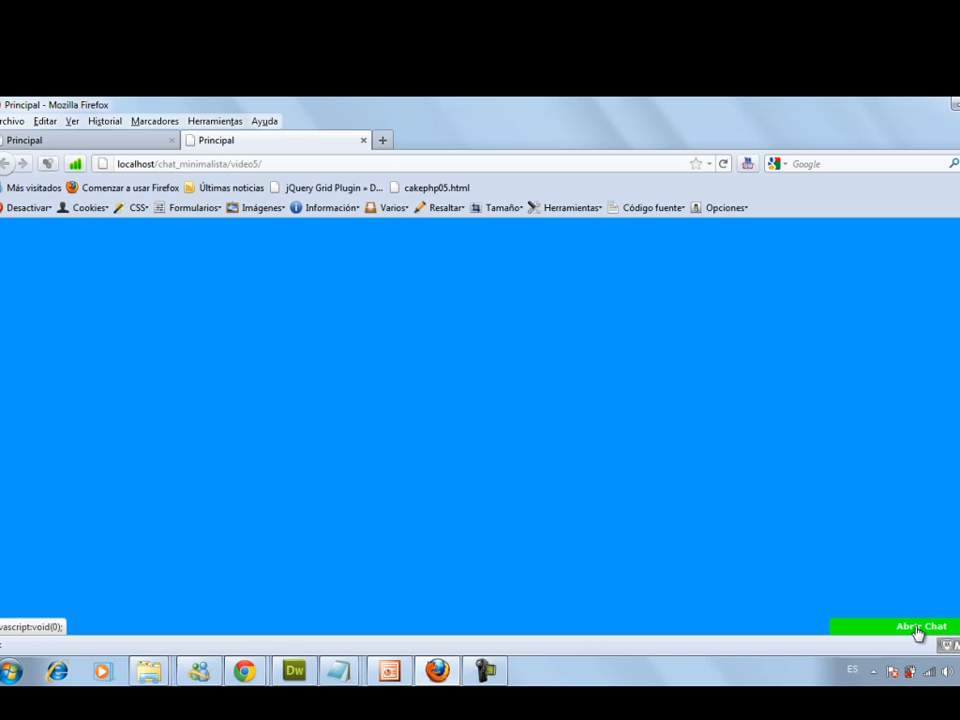 Principal - Mozilla Firefox
rchivo Editar Ver Historial Marcadores Herramientas Ayuda
Principal Principal
localhost/chat_minimalista/video5/ Google
Más visitados Comenzar a usar Firefox Últimas noticias jQuery Grid Plugin » D... cakephp05.html
Desactivar Cookies CSS Formularios Imágenes Información Varios Resaltar Tamaño Herramientas Código fuente Opciones
vascript:void(0); Abrir Chat
Dw ES